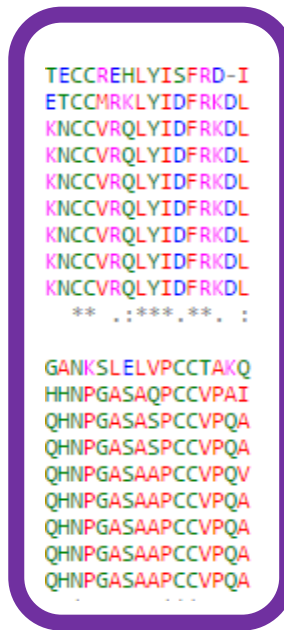 TECCREHLYISFRD-I
ETCCMRKLYIDFRKDL
KNCCVRQLYIDFRKDL
KNCCVRQLYIDFRKDL
KNCCVRQLYIDFRKDL
KNCCVRQLYIDFRKDL
KNCCVRQLYIDFRKDL
KNCCVRQLYIDFRKDL
KNCCVRQLYIDFRKDL
** .:***.**. :
GANKSLELVPCCTAKQ
HHNPGASAQPCCVPAI
QHNPGASASPCCVPQA
QHNPGASASPCCVPQA
QHNPGASAAPCCVPQV
QHNPGASAAPCCVPQA
QHNPGASAAPCCVPQA
QHNPGASAAPCCVPQA
QHNPGASAAPCCVPQA